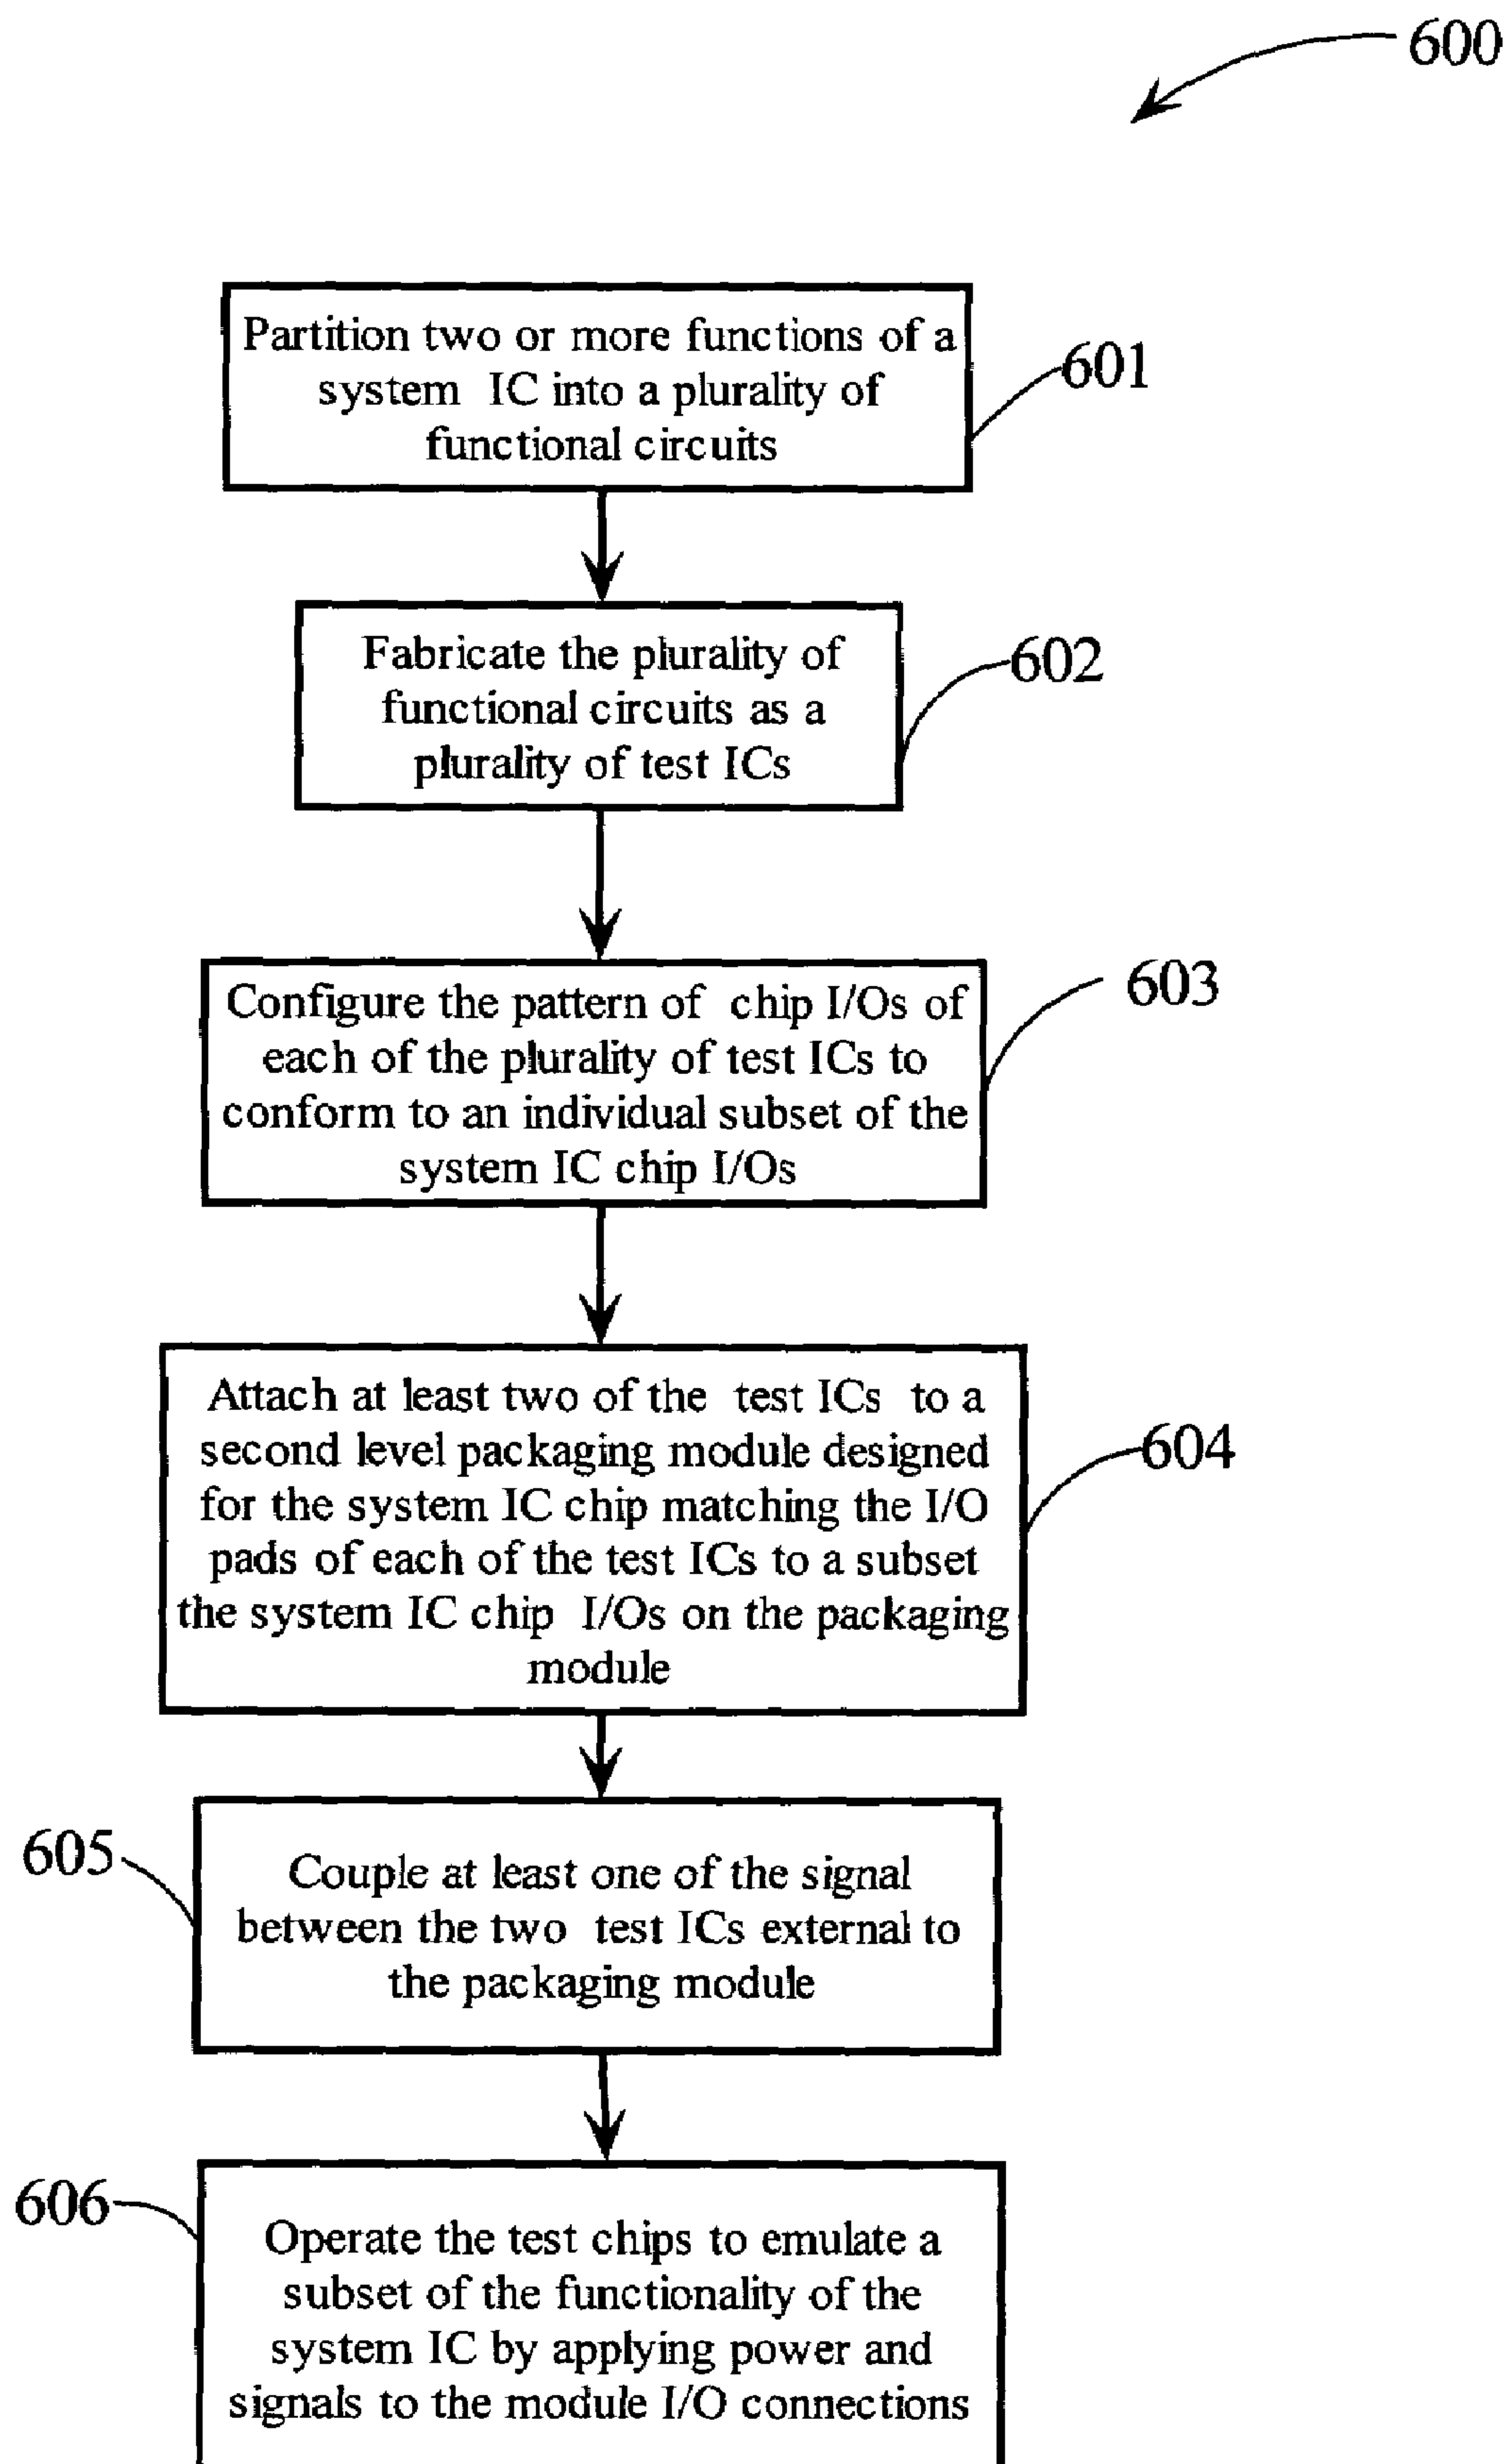 600
Partition two or more functions of a
system IC into a plurality of
functional circuits
601
Fabricate the plurality of
functional circuits as a
plurality of test ICs
602
Configure the pattern of chip I/Os of
each of the plurality of test ICs to
conform to an individual subset of the
system IC chip I/Os
603
Attach at least two of the test ICs to a
second level packaging module designed
for the system IC chip matching the I/O
pads of each of the test ICs to a subset
the system IC chip I/Os on the packaging
module
604
605
Couple at least one of the signal
between the two test ICs external to
the packaging module
606
Operate the test chips to emulate a
subset of the functionality of the
system IC by applying power and
signals to the module I/O connections